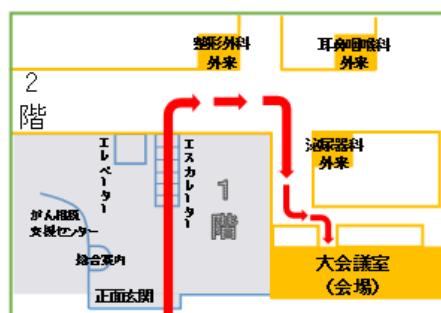 整形外科
外来
耳鼻咽喉科
外来
2
階
エレベーター
エスカレーター
泌尿器科
外来
1
階
がん相談
支援センター
総合案内
正面玄関
大会議室
(会場)